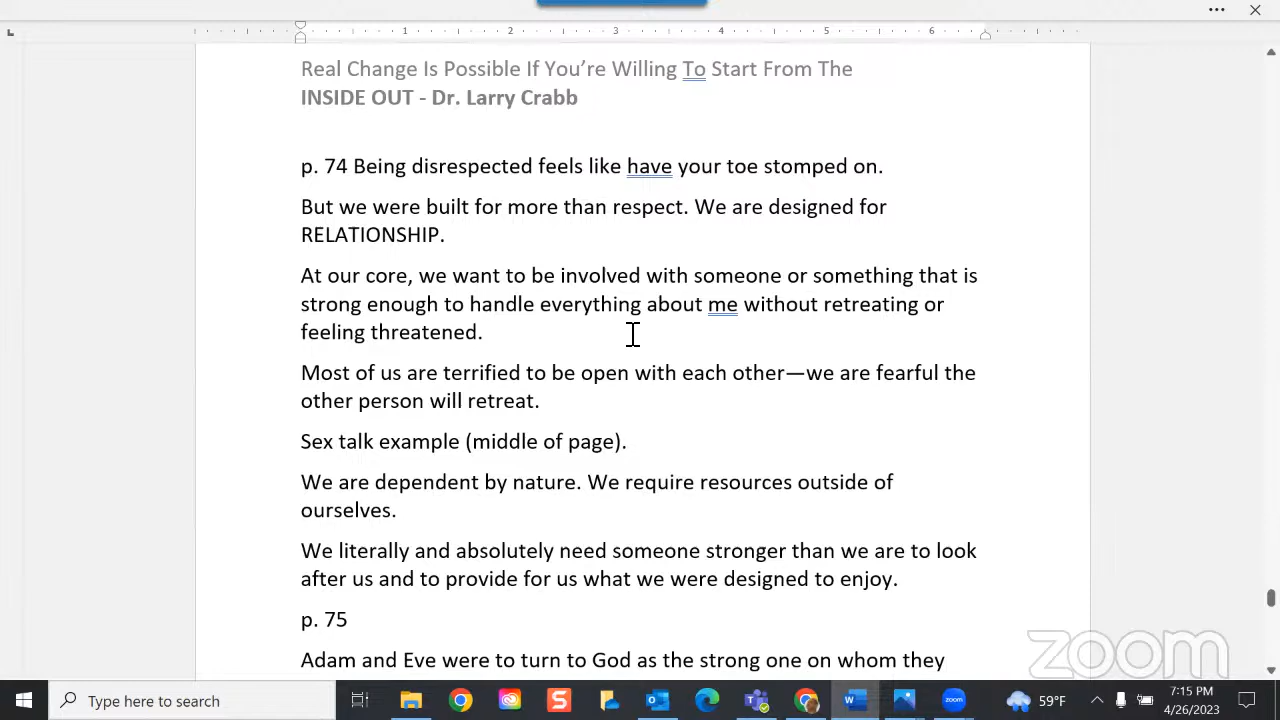 1 2 3 4 5 6
Real Change Is Possible If You're Willing To Start From The
INSIDE OUT - Dr. Larry Crabb
p. 74 Being disrespected feels like have your toe stomped on.
But we were built for more than respect. We are designed for
RELATIONSHIP.
At our core, we want to be involved with someone or something that is
strong enough to handle everything about me without retreating or
feeling threatened.
Most of us are terrified to be open with each other—we are fearful the
other person will retreat.
Sex talk example (middle of page).
We are dependent by nature. We require resources outside of
ourselves.
We literally and absolutely need someone stronger than we are to look
after us and to provide for us what we were designed to enjoy.
p. 75
Adam and Eve were to turn to God as the strong one on whom they
zoom
Type here to search
zoom
59°F
7:15 PM
4/26/2023